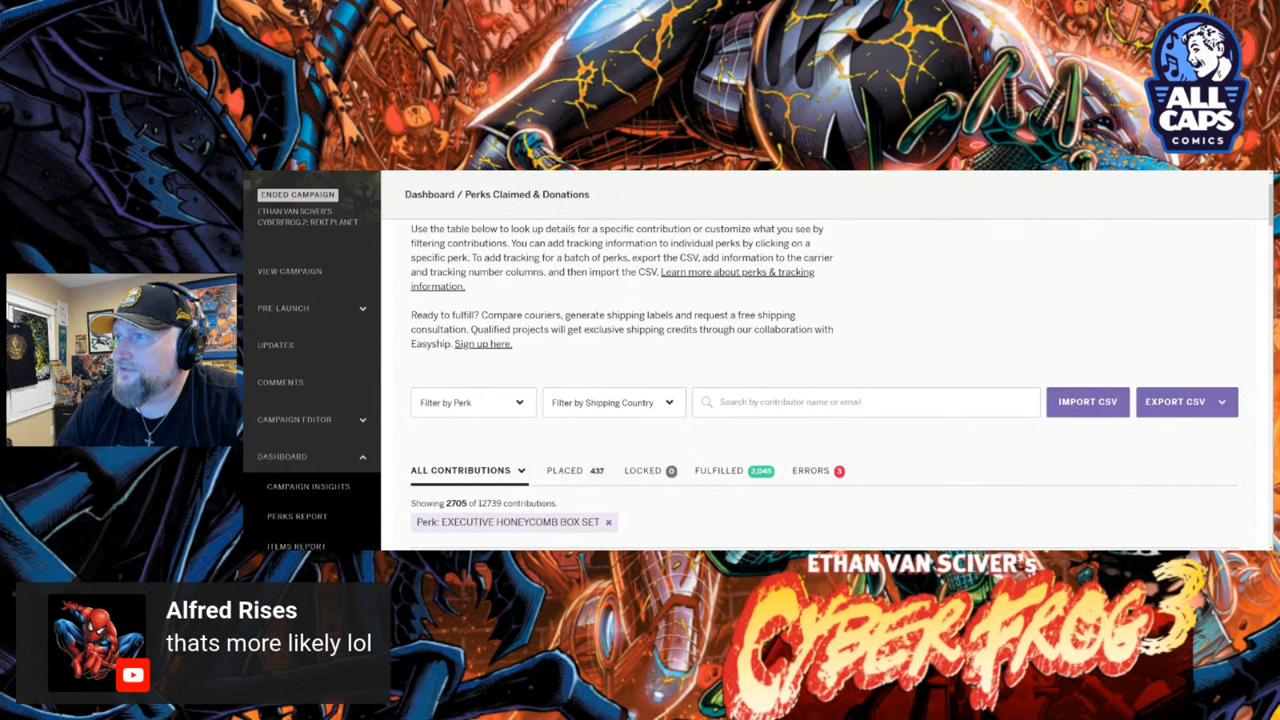 ALL
CAPS
COMICS
ENDED CAMPAIGN
ETHAN VAN SCIVER'S
CYBERFROG 2: REKT PLANET
VIEW CAMPAIGN
PRE-LAUNCH
UPDATES
COMMENTS
CAMPAIGN EDITOR
DASHBOARD
CAMPAIGN INSIGHTS
PERKS REPORT
ITEMS REPORT
Dashboard / Perks Claimed & Donations
Use the table below to look up details for a specific contribution or customize what you see by
filtering contributions. You can add tracking information to individual perks by clicking on a
specific perk. To add tracking for a batch of perks, export the CSV, add information to the carrier
and tracking number columns, and then import the CSV. Learn more about perks & tracking
information.
Ready to fulfill? Compare couriers, generate shipping labels and request a free shipping
consultation. Qualified projects will get exclusive shipping credits through our collaboration with
Easyship. Sign up here.
Filter by Perk
Filter by Shipping Country
Search by contributor name or email
IMPORT CSV
EXPORT CSV
ALL CONTRIBUTIONS
PLACED 437
LOCKED 0
FULFILLED 2,045
ERRORS 3
Showing 2705 of 12739 contributions.
Perk: EXECUTIVE HONEYCOMB BOX SET ×
Alfred Rises
thats more likely lol
ETHAN VAN SCIVER's
CYBERFROG 3